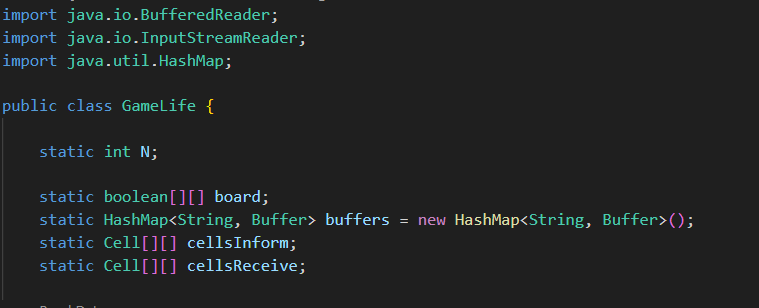 import java.io.BufferedReader;
import java.io.InputStreamReader;
import java.util.HashMap;
public class GameLife {
static int N;
static boolean[][] board;
static HashMap<String, Buffer> buffers = new HashMap<String, Buffer>();
static Cell[][] cellsInform;
static Cell[][] cellsReceive;